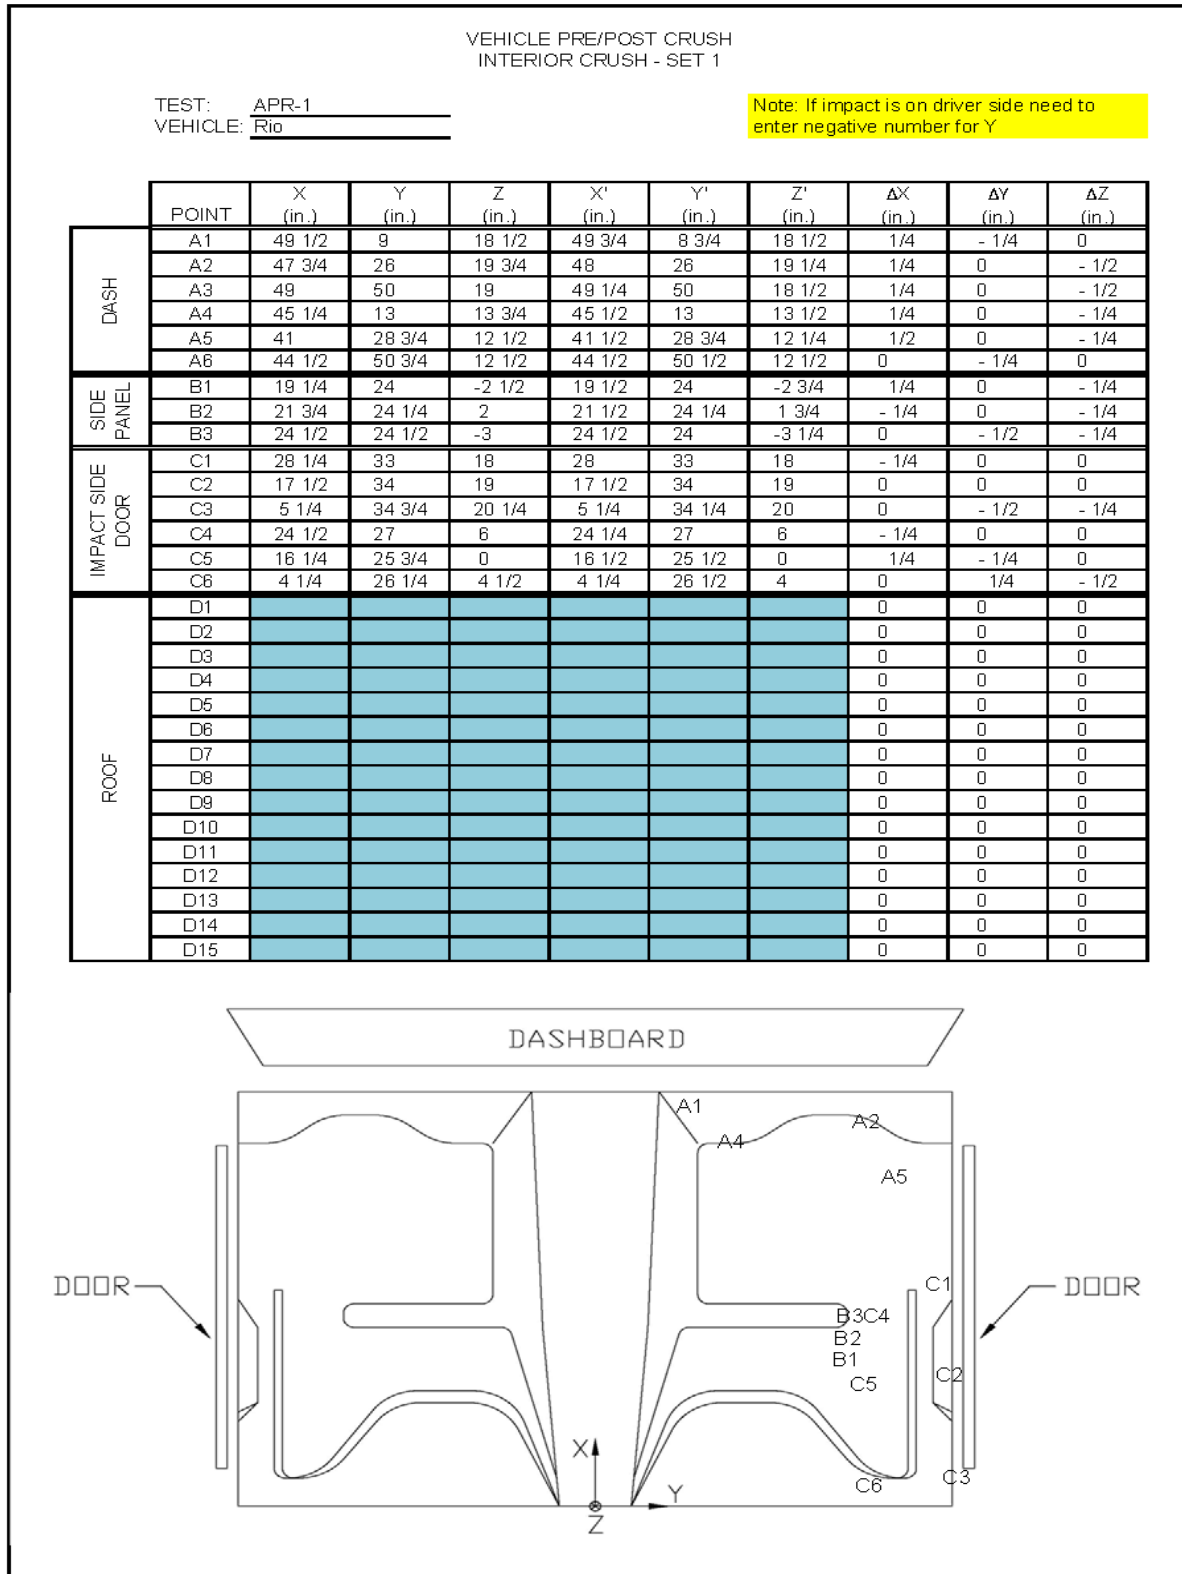 VEHICLE PRE/POST CRUSH
INTERIOR CRUSH - SET 1
TEST: APR-1
VEHICLE: Rio
Note: If impact is on driver side need to
enter negative number for Y
POINT X (in.) Y (in.) Z (in.) X' (in.) Y' (in.) Z' (in.) ΔX (in.) ΔY (in.) ΔZ (in.)
DASH
A1 49 1/2 9 18 1/2 49 3/4 8 3/4 18 1/2 1/4 - 1/4 0
A2 47 3/4 26 19 3/4 48 26 19 1/4 1/4 0 - 1/2
A3 49 50 19 49 1/4 50 18 1/2 1/4 0 - 1/2
A4 45 1/4 13 13 3/4 45 1/2 13 13 1/2 1/4 0 - 1/4
A5 41 28 3/4 12 1/2 41 1/2 28 3/4 12 1/4 1/2 0 - 1/4
A6 44 1/2 50 3/4 12 1/2 44 1/2 50 1/2 12 1/2 0 - 1/4 0
SIDE PANEL
B1 19 1/4 24 -2 1/2 19 1/2 24 -2 3/4 1/4 0 - 1/4
B2 21 3/4 24 1/4 2 21 1/2 24 1/4 1 3/4 - 1/4 0 - 1/4
B3 24 1/2 24 1/2 -3 24 1/2 24 -3 1/4 0 - 1/2 - 1/4
IMPACT SIDE DOOR
C1 28 1/4 33 18 28 33 18 - 1/4 0 0
C2 17 1/2 34 19 17 1/2 34 19 0 0 0
C3 5 1/4 34 3/4 20 1/4 5 1/4 34 1/4 20 0 - 1/2 - 1/4
C4 24 1/2 27 6 24 1/4 27 6 - 1/4 0 0
C5 16 1/4 25 3/4 0 16 1/2 25 1/2 0 1/4 - 1/4 0
C6 4 1/4 26 1/4 4 1/2 4 1/4 26 1/2 4 0 1/4 - 1/2
ROOF
D1 0 0 0
D2 0 0 0
D3 0 0 0
D4 0 0 0
D5 0 0 0
D6 0 0 0
D7 0 0 0
D8 0 0 0
D9 0 0 0
D10 0 0 0
D11 0 0 0
D12 0 0 0
D13 0 0 0
D14 0 0 0
D15 0 0 0
DASHBOARD
A1
A2
A4
A5
DOOR
C1
DOOR
B3C4
B2
B1
C2
C5
X
C3
C6
Y
Z